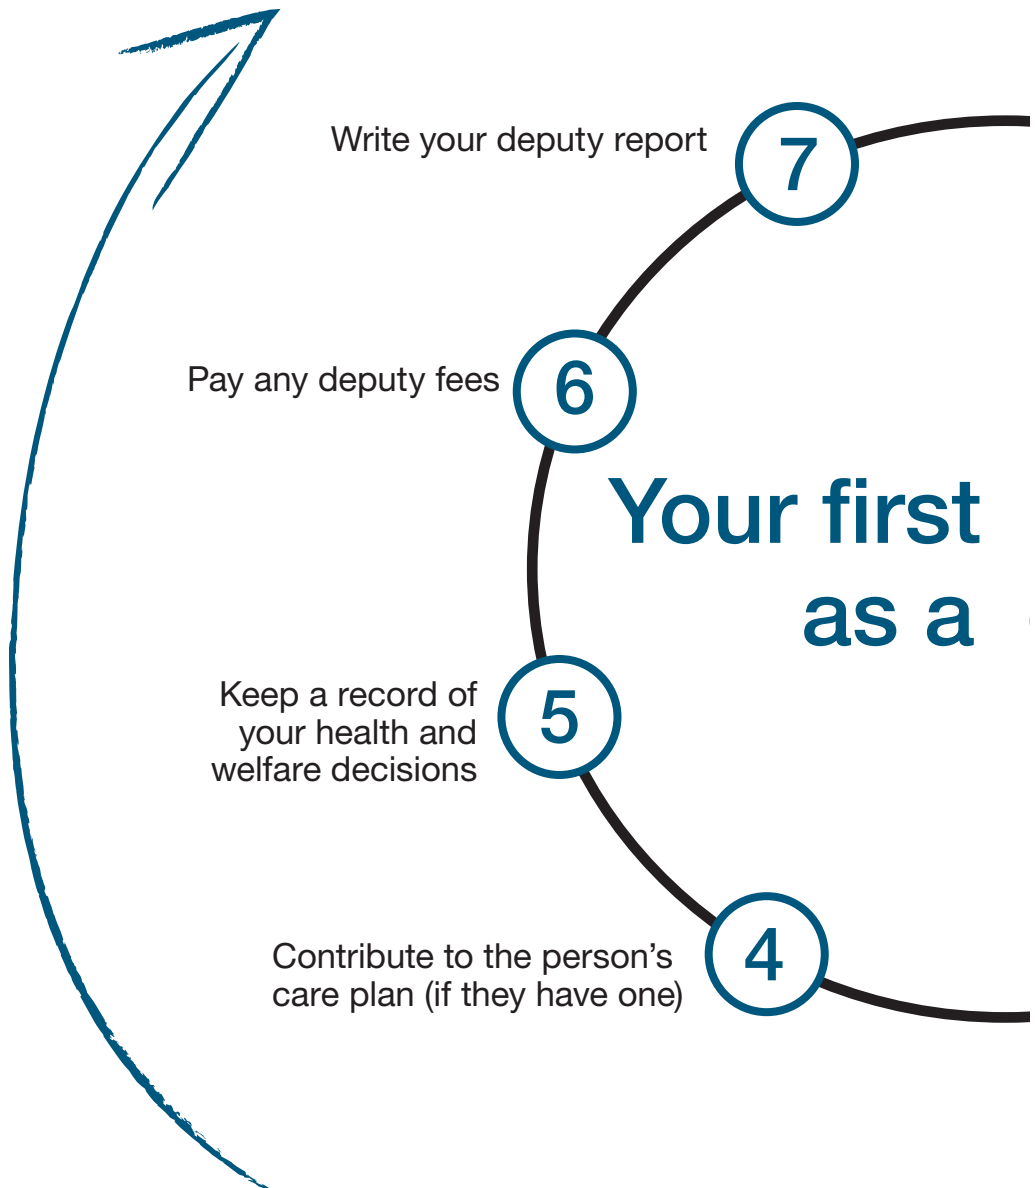 Write your deputy report
7
Pay any deputy fees
6
Your first
as a
Keep a record of
your health and
welfare decisions
5
Contribute to the person’s
care plan (if they have one)
4